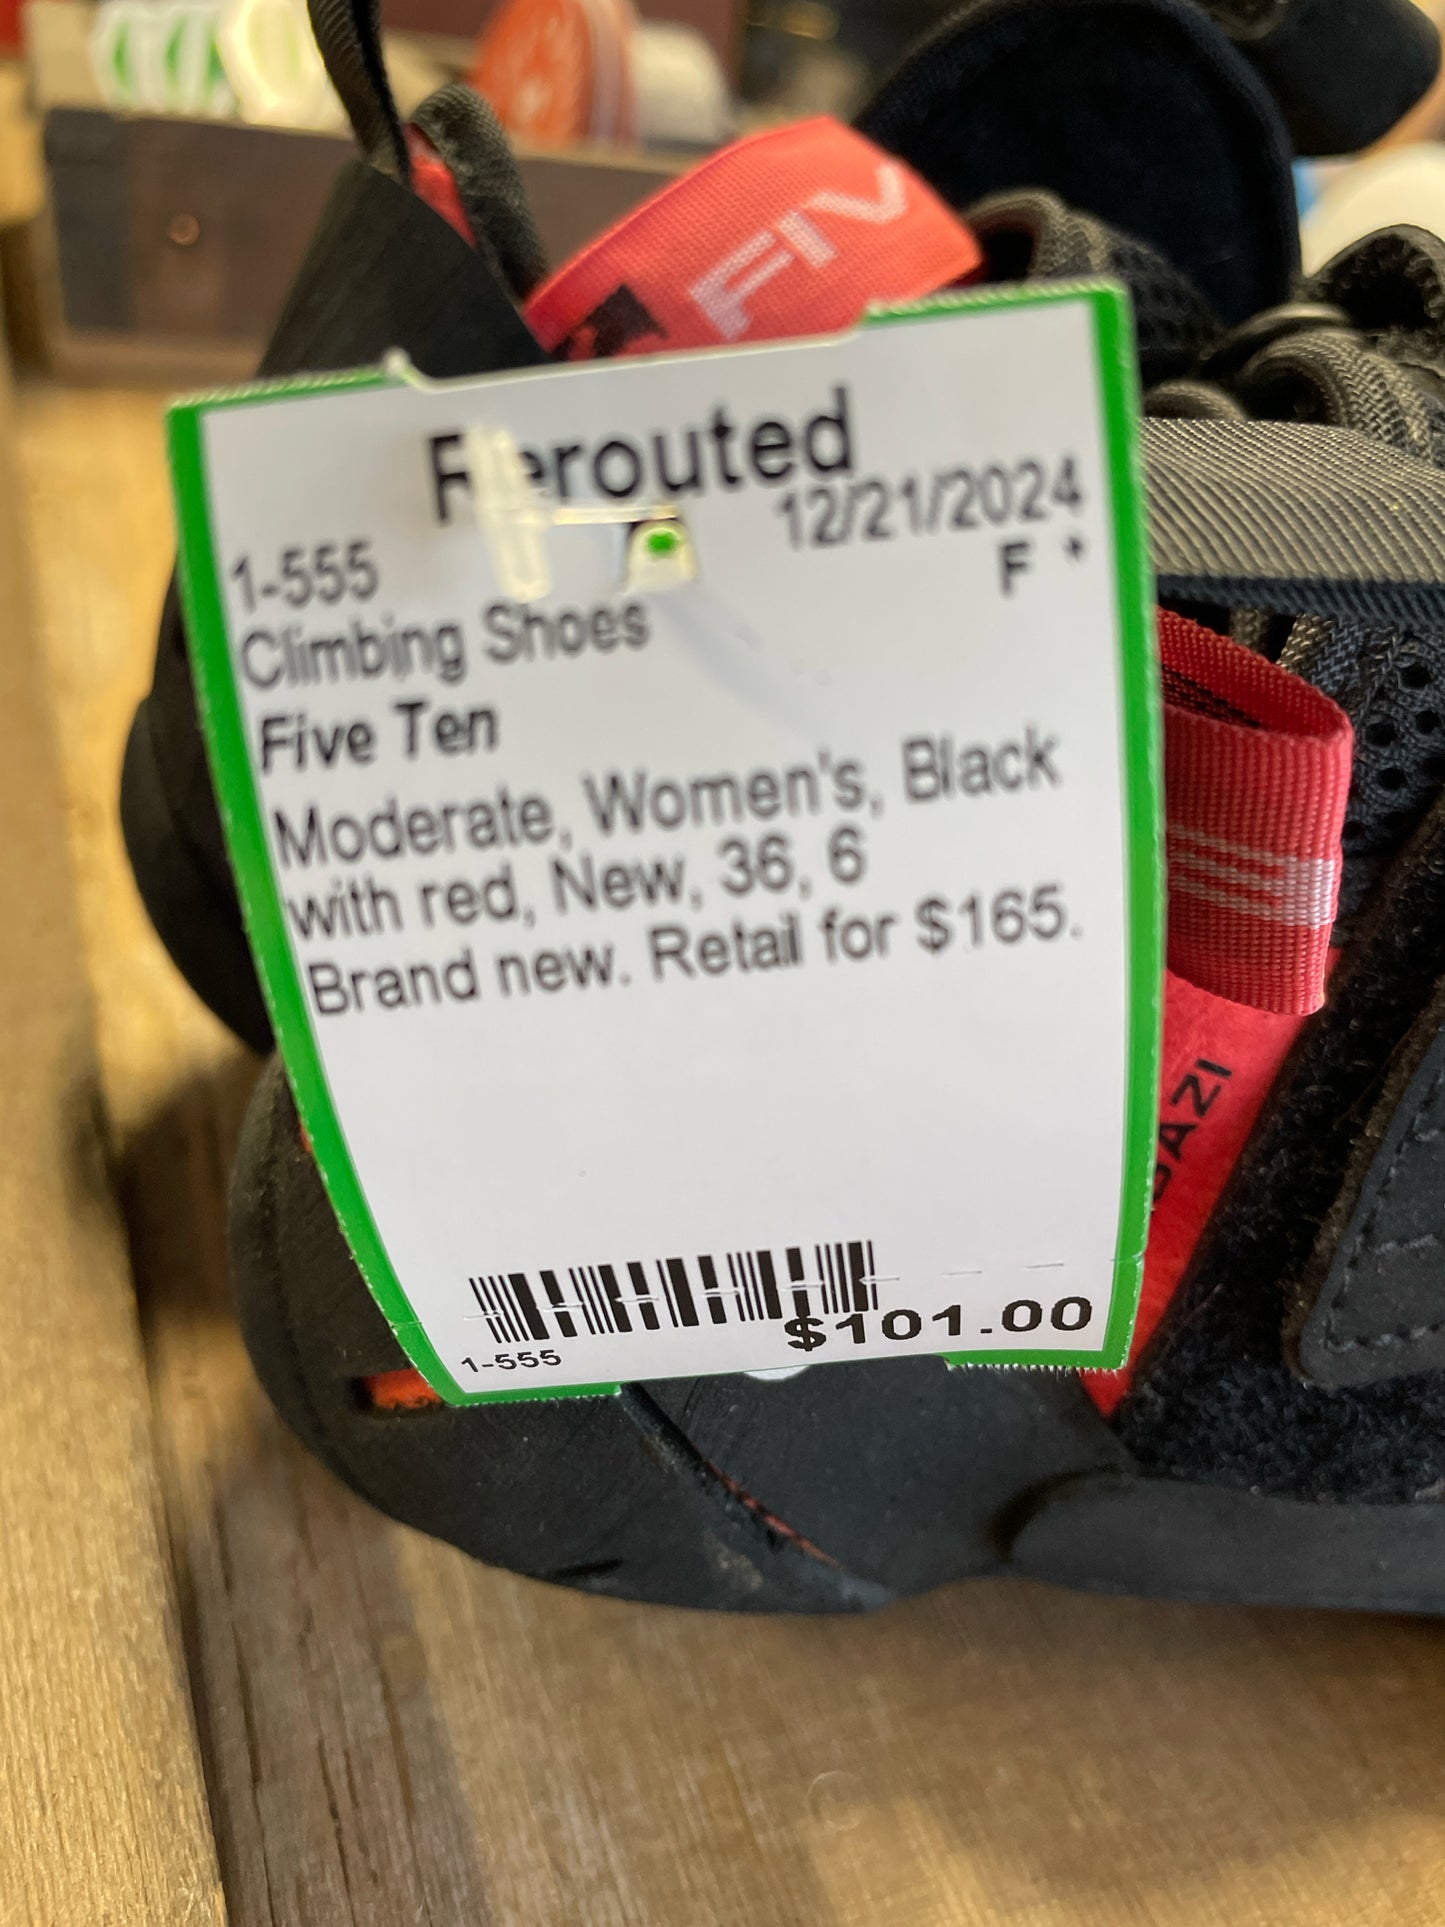 FIV
Rerouted
12/21/2024
1-555
F *
Climbing Shoes
Five Ten
Moderate, Women's, Black
with red, New, 36, 6
Brand new. Retail for $165.
$101.00
1-555